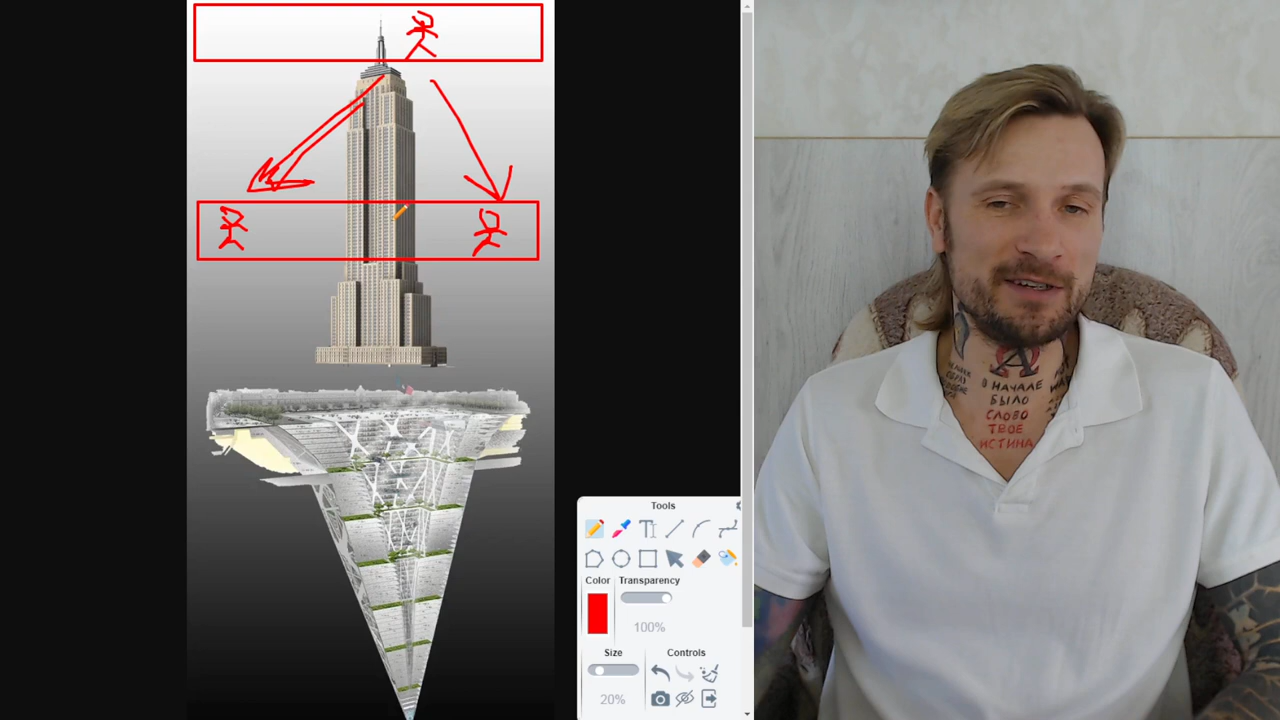 Tools
Color
Transparency
100%
Size
Controls
20%
В НАЧАЛЕ
БЫЛО
СЛОВО
ТВОЕ
ИСТИНА